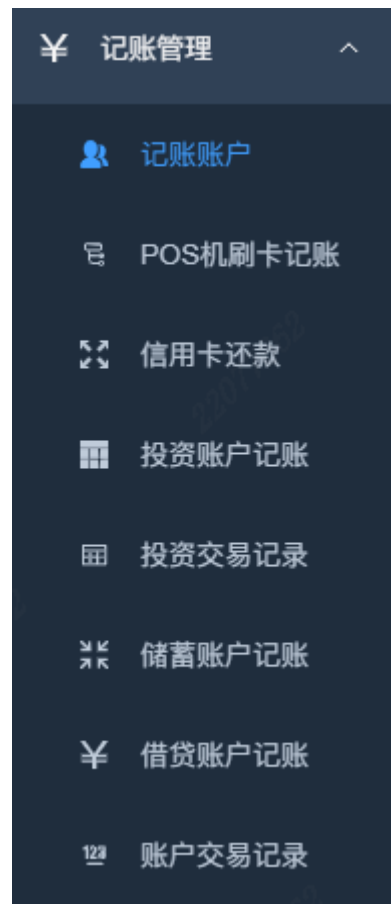 ¥ 记账管理
记账账户
POS机刷卡记账
信用卡还款
投资账户记账
投资交易记录
储蓄账户记账
¥ 借贷账户记账
123 账户交易记录